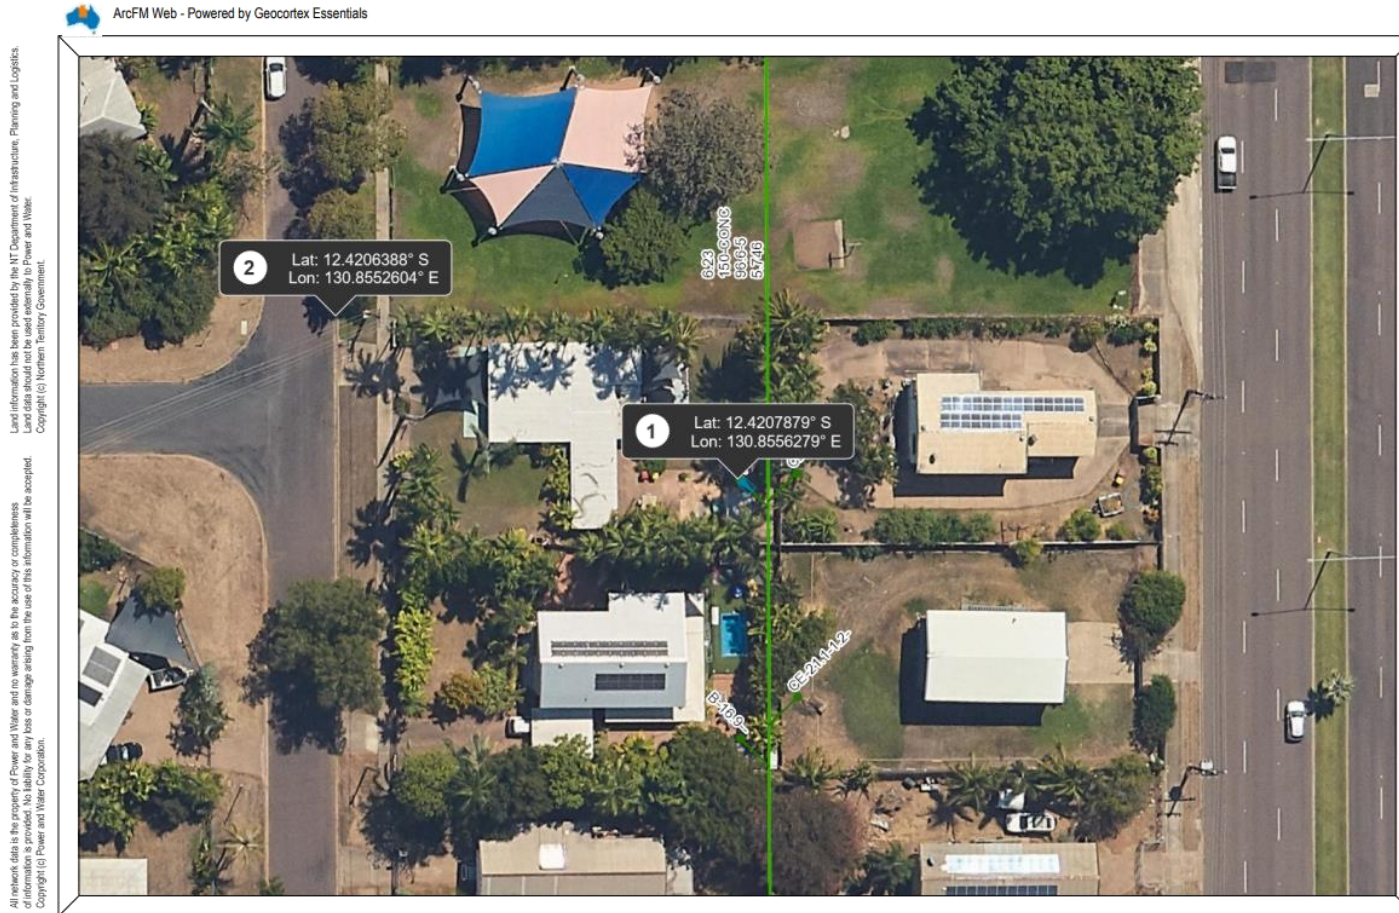 ArcFM Web - Powered by Geocortex Essentials
Land information has been provided by the NT Department of Infrastructure, Planning and Logistics.
Land data should not be used externally to Power and Water.
Copyright (c) Northern Territory Government.
All network data is the property of Power and Water and no warranty as to the accuracy or completeness
of information is provided. No liability for any loss or damage arising from the use of this information will be accepted.
Copyright (c) Power and Water Corporation.
2
Lat: 12.4206388° S
Lon: 130.8552604° E
6.23
150-CONC
96.6-5
5.746
1
Lat: 12.4207879° S
Lon: 130.8556279° E
CE-21.1-1.2-
B-16.9-